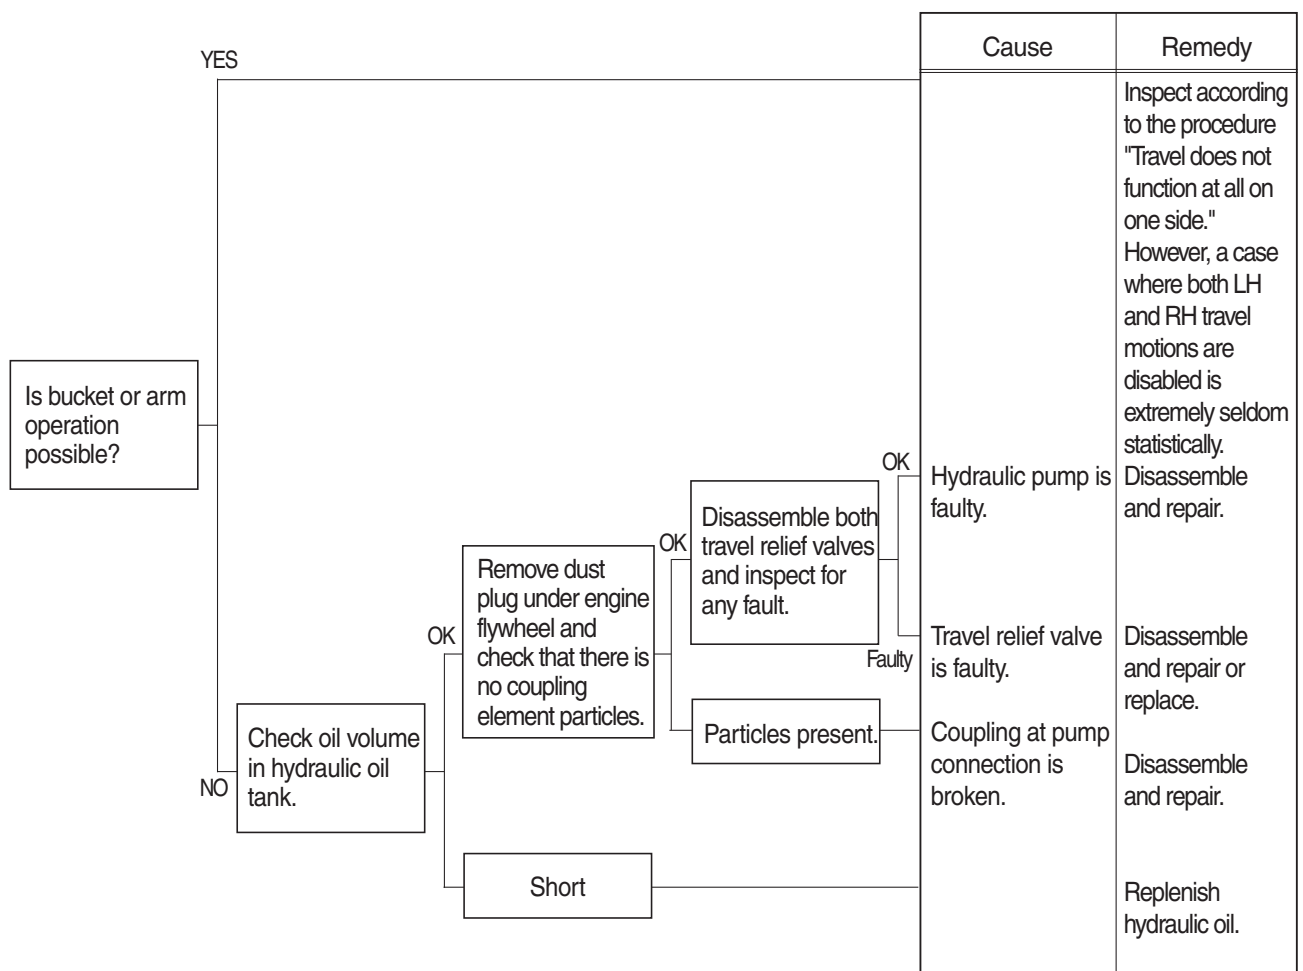 Cause
Remedy
YES
Inspect according
to the procedure
"Travel does not
function at all on
one side."
However, a case
where both LH
and RH travel
motions are
disabled is
extremely seldom
statistically.
Is bucket or arm
operation
possible?
NO
Check oil volume
in hydraulic oil
tank.
OK
Remove dust
plug under engine
flywheel and
check that there is
no coupling
element particles.
OK
Disassemble both
travel relief valves
and inspect for
any fault.
OK
Hydraulic pump is
faulty.
Disassemble
and repair.
Faulty
Travel relief valve
is faulty.
Disassemble
and repair or
replace.
Particles present.
Coupling at pump
connection is
broken.
Disassemble
and repair.
Short
Replenish
hydraulic oil.